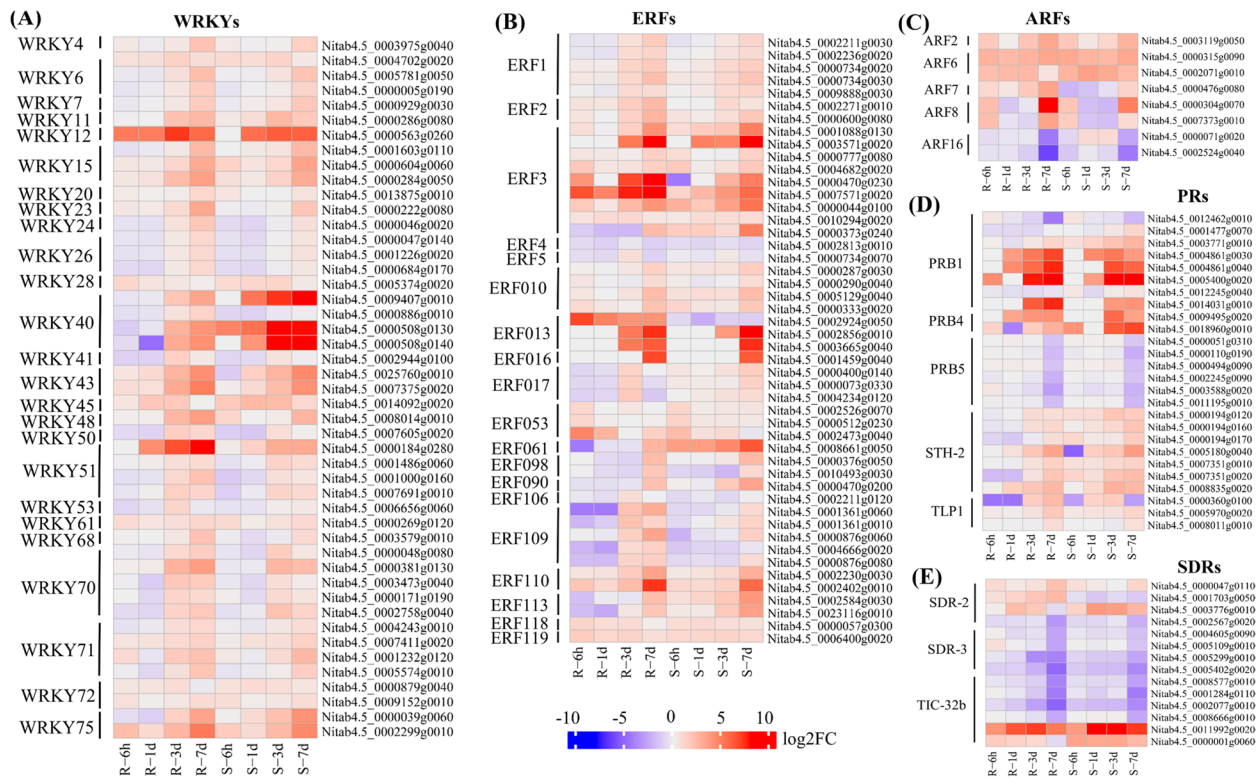 (A)
WRKYs
WRKY4
WRKY6
WRKY7
WRKY11
WRKY12
WRKY15
WRKY20
WRKY23
WRKY24
WRKY26
WRKY28
WRKY40
WRKY41
WRKY43
WRKY45
WRKY48
WRKY50
WRKY51
WRKY53
WRKY61
WRKY68
WRKY70
WRKY71
WRKY72
WRKY75
Nitab4.5_0003975g0040
Nitab4.5_0004702g0020
Nitab4.5_0005781g0050
Nitab4.5_0000005g0190
Nitab4.5_0000929g0030
Nitab4.5_0000286g0080
Nitab4.5_0000563g0260
Nitab4.5_0001603g0110
Nitab4.5_0000604g0060
Nitab4.5_0000284g0050
Nitab4.5_0013875g0010
Nitab4.5_0000222g0080
Nitab4.5_0000046g0020
Nitab4.5_0000047g0140
Nitab4.5_0001226g0020
Nitab4.5_0000684g0170
Nitab4.5_0005374g0020
Nitab4.5_0009407g0010
Nitab4.5_0000886g0010
Nitab4.5_0000508g0130
Nitab4.5_0000508g0140
Nitab4.5_0002944g0100
Nitab4.5_0025760g0010
Nitab4.5_0007375g0020
Nitab4.5_0014092g0020
Nitab4.5_0008014g0010
Nitab4.5_0007605g0020
Nitab4.5_0000184g0280
Nitab4.5_0001486g0060
Nitab4.5_0001000g0160
Nitab4.5_0007691g0010
Nitab4.5_0006656g0060
Nitab4.5_0000269g0120
Nitab4.5_0003579g0010
Nitab4.5_0000048g0080
Nitab4.5_0000381g0130
Nitab4.5_0003473g0040
Nitab4.5_0000171g0190
Nitab4.5_0002758g0040
Nitab4.5_0004243g0010
Nitab4.5_0007411g0020
Nitab4.5_0001232g0120
Nitab4.5_0005574g0010
Nitab4.5_0000879g0040
Nitab4.5_0009152g0010
Nitab4.5_0000039g0060
Nitab4.5_0002299g0010
R−6h
R−1d
R−3d
R−7d
S−6h
S−1d
S−3d
S−7d
(B)
ERFs
ERF1
ERF2
ERF3
ERF4
ERF5
ERF010
ERF013
ERF016
ERF017
ERF053
ERF061
ERF098
ERF090
ERF106
ERF109
ERF110
ERF113
ERF118
ERF119
Nitab4.5_0002211g0030
Nitab4.5_0002236g0020
Nitab4.5_0000734g0020
Nitab4.5_0000734g0030
Nitab4.5_0009888g0030
Nitab4.5_0002271g0010
Nitab4.5_0000600g0080
Nitab4.5_0001088g0130
Nitab4.5_0003571g0020
Nitab4.5_0000777g0080
Nitab4.5_0004682g0020
Nitab4.5_0000470g0230
Nitab4.5_0007571g0020
Nitab4.5_0000044g0100
Nitab4.5_0010294g0020
Nitab4.5_0000373g0240
Nitab4.5_0002813g0010
Nitab4.5_0000734g0070
Nitab4.5_0000287g0030
Nitab4.5_0000290g0040
Nitab4.5_0005129g0040
Nitab4.5_0000333g0020
Nitab4.5_0002924g0050
Nitab4.5_0002856g0010
Nitab4.5_0003665g0040
Nitab4.5_0001459g0040
Nitab4.5_0000400g0140
Nitab4.5_0000073g0330
Nitab4.5_0004234g0120
Nitab4.5_0002526g0070
Nitab4.5_0000512g0230
Nitab4.5_0002473g0040
Nitab4.5_0008661g0050
Nitab4.5_0000376g0050
Nitab4.5_0010493g0030
Nitab4.5_0000470g0200
Nitab4.5_0002211g0120
Nitab4.5_0001361g0060
Nitab4.5_0001361g0010
Nitab4.5_0000876g0060
Nitab4.5_0004666g0020
Nitab4.5_0000876g0080
Nitab4.5_0002230g0030
Nitab4.5_0002402g0010
Nitab4.5_0002584g0030
Nitab4.5_0023116g0010
Nitab4.5_0000057g0300
Nitab4.5_0006400g0020
R−6h
R−1d
R−3d
R−7d
S−6h
S−1d
S−3d
S−7d
-10
-5
0
5
10
log2FC
(C)
ARFs
ARF2
ARF6
ARF7
ARF8
ARF16
Nitab4.5_0003119g0050
Nitab4.5_0000315g0090
Nitab4.5_0002071g0010
Nitab4.5_0000476g0080
Nitab4.5_0000304g0070
Nitab4.5_0007373g0010
Nitab4.5_0000071g0020
Nitab4.5_0002524g0040
R−6h
R−1d
R−3d
R−7d
S−6h
S−1d
S−3d
S−7d
(D)
PRs
PRB1
PRB4
PRB5
STH-2
TLP1
Nitab4.5_0012462g0010
Nitab4.5_0001477g0070
Nitab4.5_0003771g0010
Nitab4.5_0004861g0030
Nitab4.5_0004861g0040
Nitab4.5_0005400g0020
Nitab4.5_0012245g0040
Nitab4.5_0014031g0010
Nitab4.5_0009495g0020
Nitab4.5_0018960g0010
Nitab4.5_0000051g0310
Nitab4.5_0000110g0190
Nitab4.5_0000494g0090
Nitab4.5_0002245g0090
Nitab4.5_0003588g0020
Nitab4.5_0011195g0010
Nitab4.5_0000194g0120
Nitab4.5_0000194g0160
Nitab4.5_0000194g0170
Nitab4.5_0005180g0040
Nitab4.5_0007351g0010
Nitab4.5_0007351g0020
Nitab4.5_0008835g0020
Nitab4.5_0000360g0100
Nitab4.5_0005970g0020
Nitab4.5_0008011g0010
R−6h
R−1d
R−3d
R−7d
S−6h
S−1d
S−3d
S−7d
(E)
SDRs
SDR-2
SDR-3
TIC-32b
Nitab4.5_0000047g0110
Nitab4.5_0001703g0050
Nitab4.5_0003776g0010
Nitab4.5_0002567g0020
Nitab4.5_0004605g0090
Nitab4.5_0005109g0010
Nitab4.5_0005299g0010
Nitab4.5_0005402g0020
Nitab4.5_0008577g0010
Nitab4.5_0001284g0110
Nitab4.5_0002077g0010
Nitab4.5_0008666g0010
Nitab4.5_0011992g0020
Nitab4.5_0000001g0060
R−6h
R−1d
R−3d
R−7d
S−6h
S−1d
S−3d
S−7d